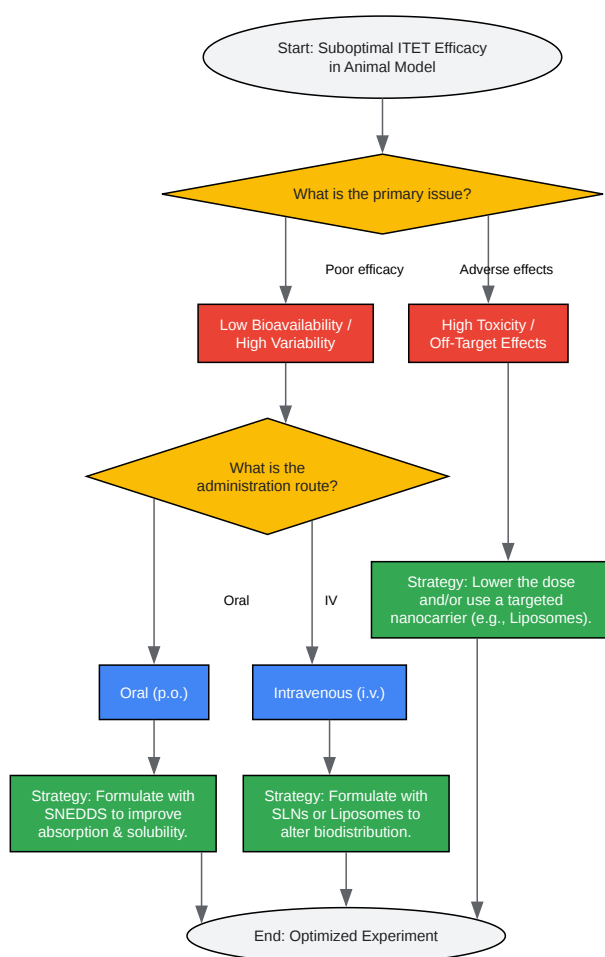 Start: Suboptimal ITET Efficacy
in Animal Model
What is the primary issue?
Poor efficacy
Adverse effects
Low Bioavailability /
High Variability
High Toxicity /
Off-Target Effects
What is the
administration route?
Strategy: Lower the dose
and/or use a targeted
nanocarrier (e.g., Liposomes).
Oral
IV
Oral (p.o.)
Intravenous (i.v.)
Strategy: Formulate with
SNEDDS to improve
absorption & solubility.
Strategy: Formulate with
SLNs or Liposomes to
alter biodistribution.
End: Optimized Experiment